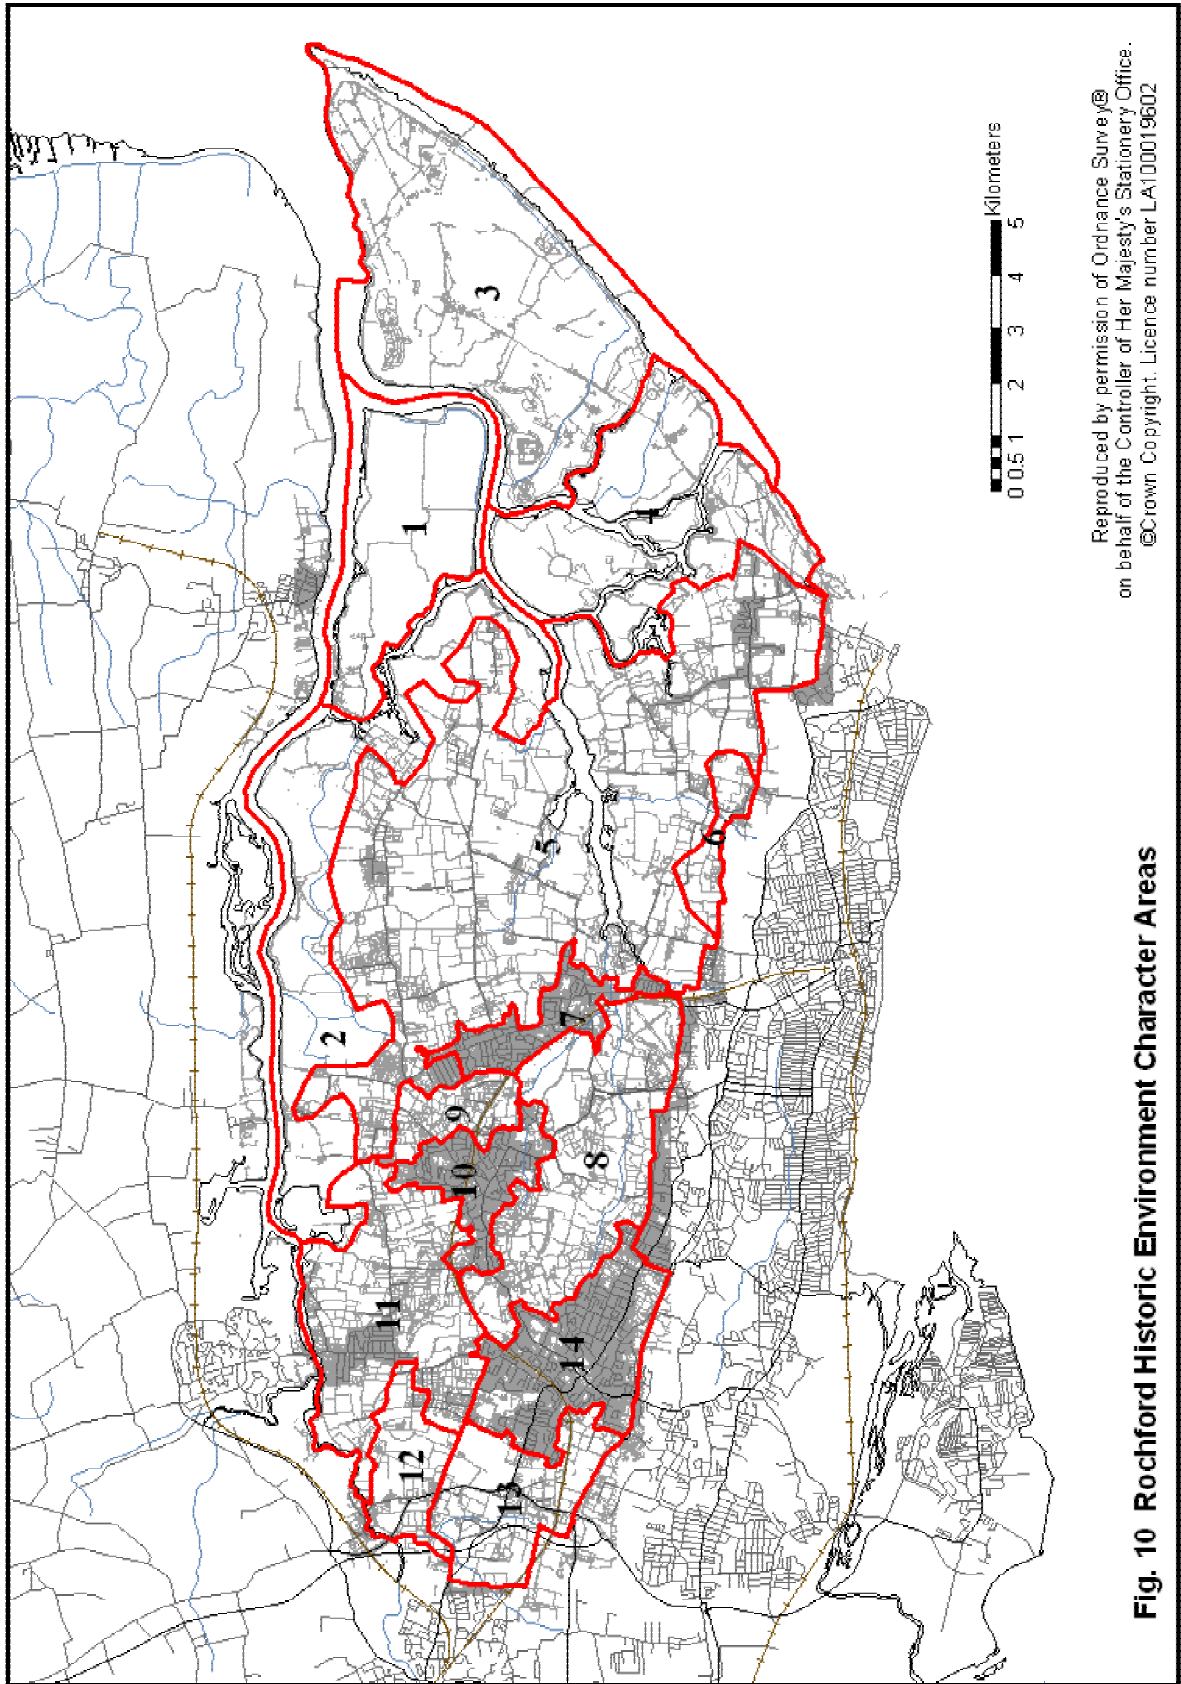 1
2
3
4
5
6
7
8
9
10
11
12
13
14
Kilometers
0 0.5 1 2 3 4 5
Reproduced by permission of Ordnance Survey®
on behalf of the Controller of Her Majesty's Stationery Office.
©Crown Copyright. Licence number LA100019602
Fig. 10 Rochford Historic Environment Character Areas